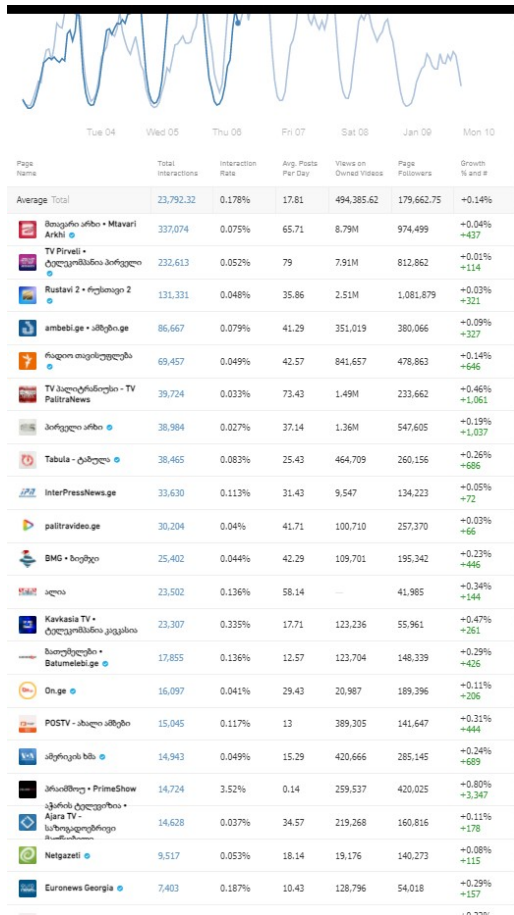 Tue 04 Wed 05 Thu 06 Fri 07 Sat 08 Jan 09 Mon 10
Page Name Total Interactions Interaction Rate Avg. Posts Per Day Views on Owned Videos Page Followers Growth % and #
Average Total 23,792.32 0.178% 17.81 494,385.62 179,662.75 +0.14%
მთავარი არხი • Mtavari Arkhi 337,074 0.075% 65.71 8.79M 974,499 +0.04% +437
TV Pirveli • ტელეკომპანია პირველი 232,613 0.052% 79 7.91M 812,862 +0.01% +114
Rustavi 2 • რუსთავი 2 131,331 0.048% 35.86 2.51M 1,081,879 +0.03% +321
ambebi.ge • ამბები.ge 86,667 0.079% 41.29 351,019 380,066 +0.09% +327
რადიო თავისუფლება 69,457 0.049% 42.57 841,657 478,863 +0.14% +646
TV პალიტრანიუსი - TV PalitraNews 39,724 0.033% 73.43 1.49M 233,662 +0.46% +1,061
პირველი არხი 38,984 0.027% 37.14 1.36M 547,605 +0.19% +1,037
Tabula - ტაბულა 38,465 0.083% 25.43 464,709 260,156 +0.26% +686
InterPressNews.ge 33,630 0.113% 31.43 9,547 134,223 +0.05% +72
palitravideo.ge 30,204 0.04% 41.71 100,710 257,370 +0.03% +66
BMG • ბიემჯი 25,402 0.044% 42.29 109,701 195,342 +0.23% +446
ალია 23,502 0.136% 58.14 — 41,985 +0.34% +144
Kavkasia TV • ტელეკომპანია კავკასია 23,307 0.335% 17.71 123,236 55,961 +0.47% +261
ბათუმელები • Batumelebi.ge 17,855 0.136% 12.57 123,704 148,339 +0.29% +426
On.ge 16,097 0.041% 29.43 20,987 189,396 +0.11% +206
POSTV - ახალი ამბები 15,045 0.117% 13 389,305 141,647 +0.31% +444
ამერიკის ხმა 14,943 0.049% 15.29 420,666 285,145 +0.24% +689
პრაიმშოუ • PrimeShow 14,724 3.52% 0.14 259,537 420,025 +0.80% +3,347
აჭარის ტელევიზია • Ajara TV - საზოგადოებრივი 14,628 0.037% 34.57 219,268 160,816 +0.11% +178
Netgazeti 9,517 0.053% 18.14 19,176 140,273 +0.08% +115
Euronews Georgia 7,403 0.187% 10.43 128,796 54,018 +0.29% +157